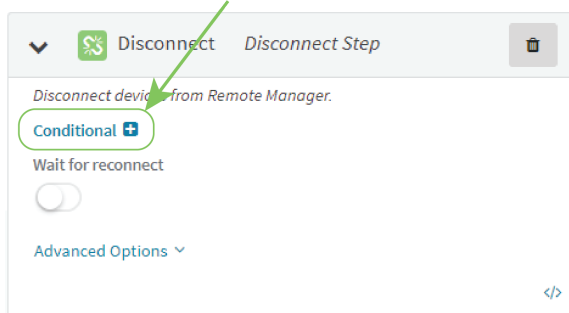 Disconnect Disconnect Step
Disconnect devices from Remote Manager.
Conditional
Wait for reconnect
Advanced Options
</>